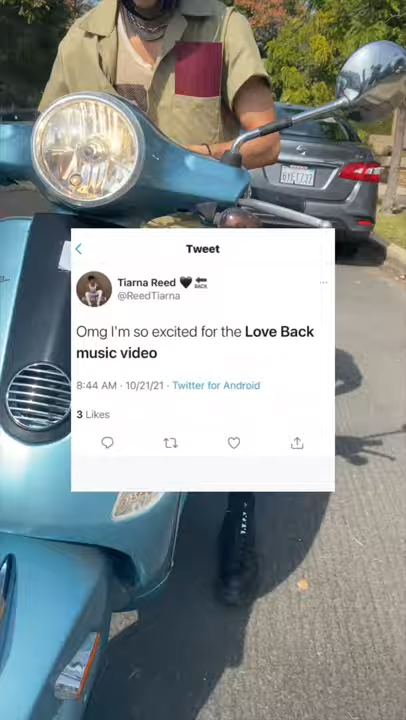 Tweet
Tiarna Reed 🖤 🔙
@ReedTiarna
Omg I'm so excited for the Love Back
music video
8:44 AM · 10/21/21 · Twitter for Android
3 Likes